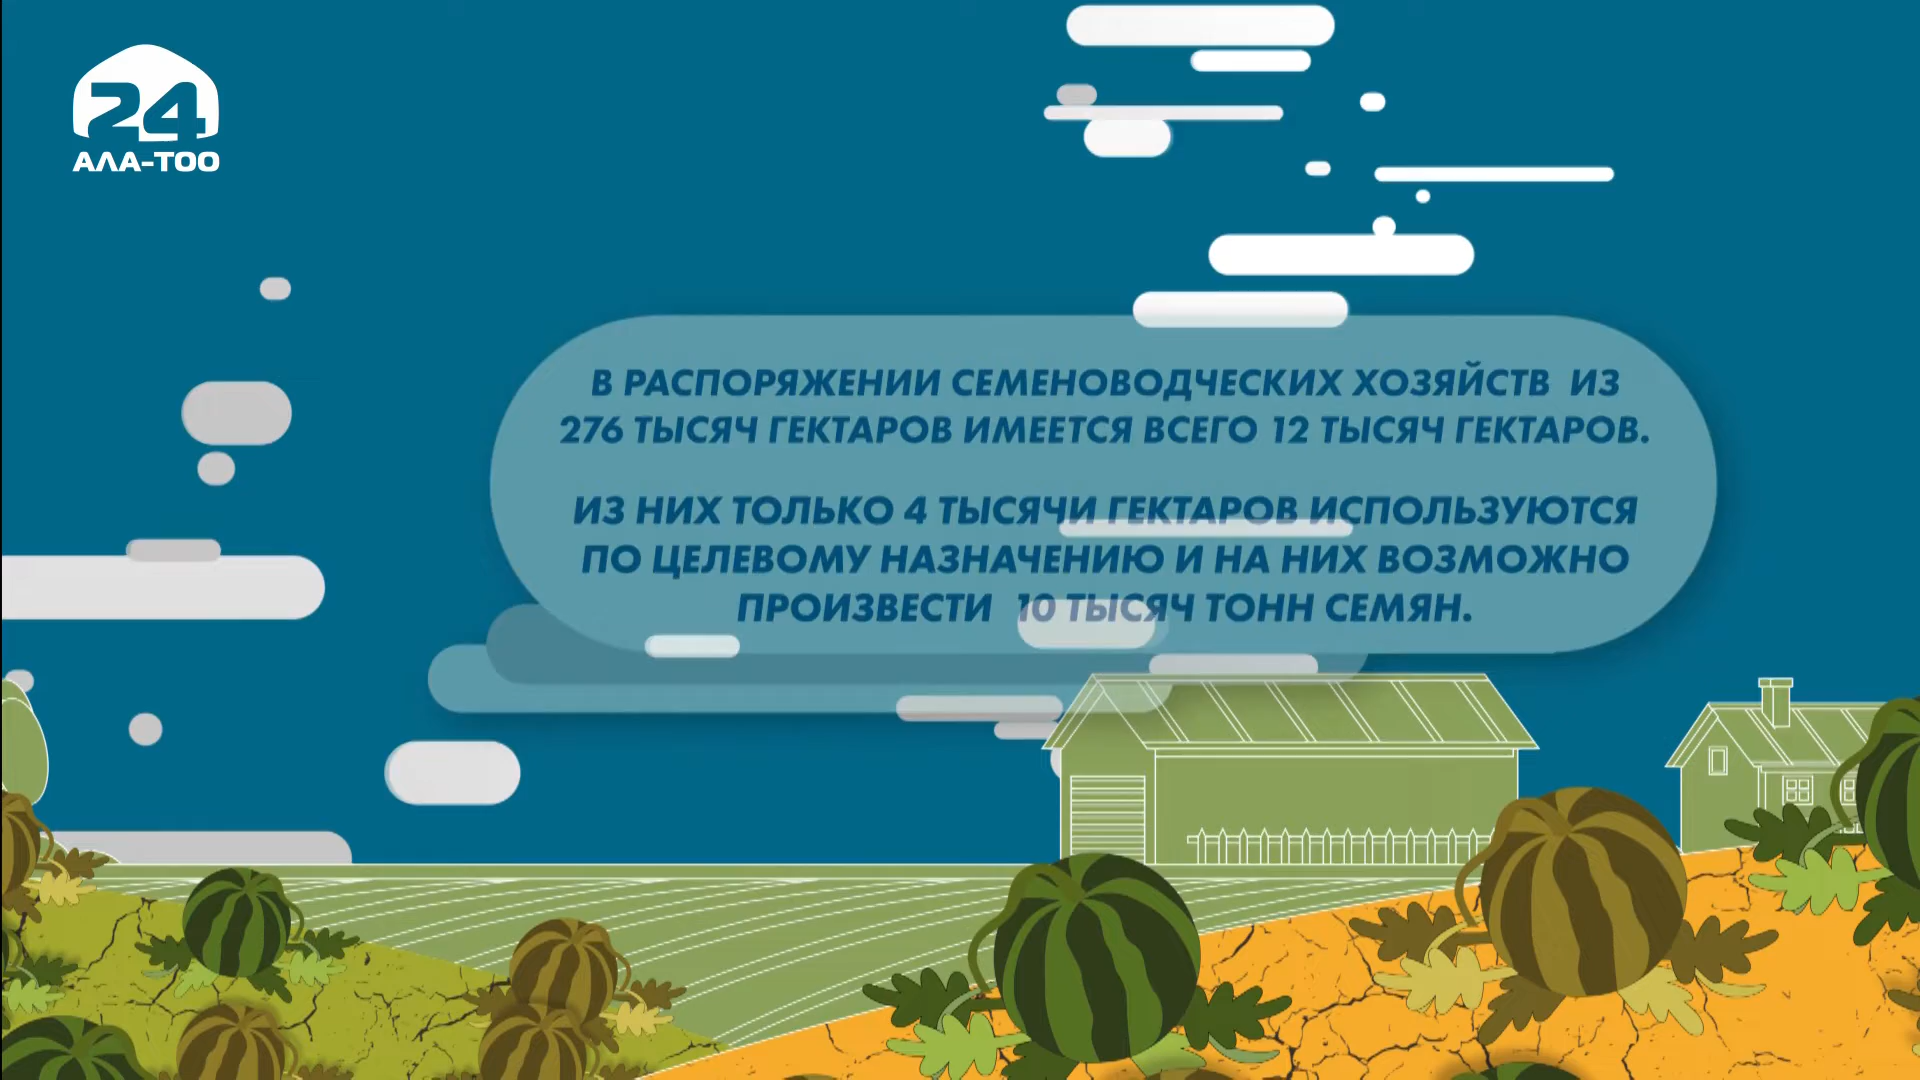 24
АЛА-ТОО
В РАСПОРЯЖЕНИИ СЕМЕНОВОДЧЕСКИХ ХОЗЯЙСТВ ИЗ
276 ТЫСЯЧ ГЕКТАРОВ ИМЕЕТСЯ ВСЕГО 12 ТЫСЯЧ ГЕКТАРОВ.
ИЗ НИХ ТОЛЬКО 4 ТЫСЯЧИ ГЕКТАРОВ ИСПОЛЬЗУЮТСЯ
ПО ЦЕЛЕВОМУ НАЗНАЧЕНИЮ И НА НИХ ВОЗМОЖНО
ПРОИЗВЕСТИ 10 ТЫСЯЧ ТОНН СЕМЯН.